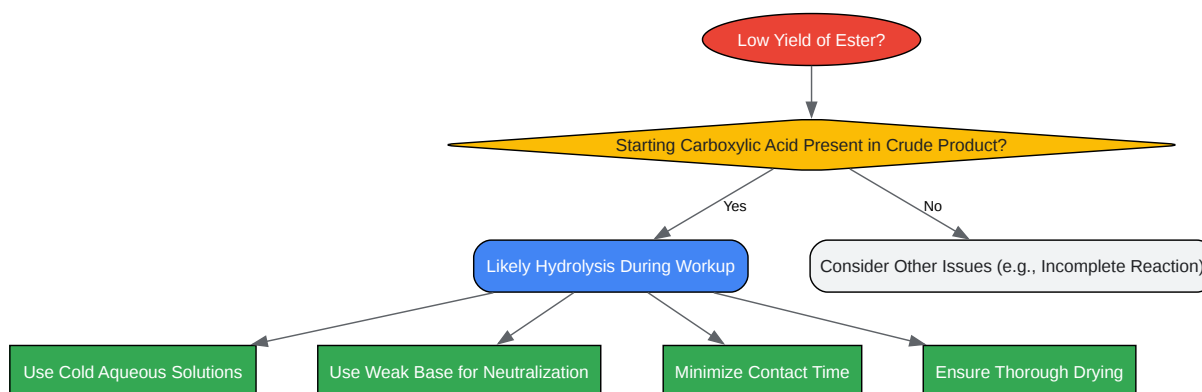 Low Yield of Ester?
Starting Carboxylic Acid Present in Crude Product?
Yes
No
Likely Hydrolysis During Workup
Consider Other Issues (e.g., Incomplete Reaction)
Use Cold Aqueous Solutions
Use Weak Base for Neutralization
Minimize Contact Time
Ensure Thorough Drying